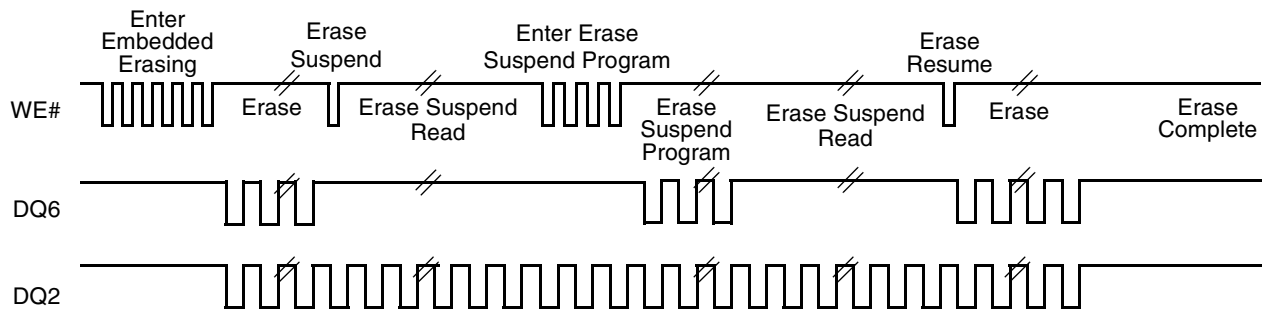 Enter
Embedded
Erasing
Erase
Suspend
Enter Erase
Suspend Program
Erase
Resume
WE#
Erase
Erase Suspend
Read
Erase
Suspend
Program
Erase Suspend
Read
Erase
Erase
Complete
DQ6
DQ2